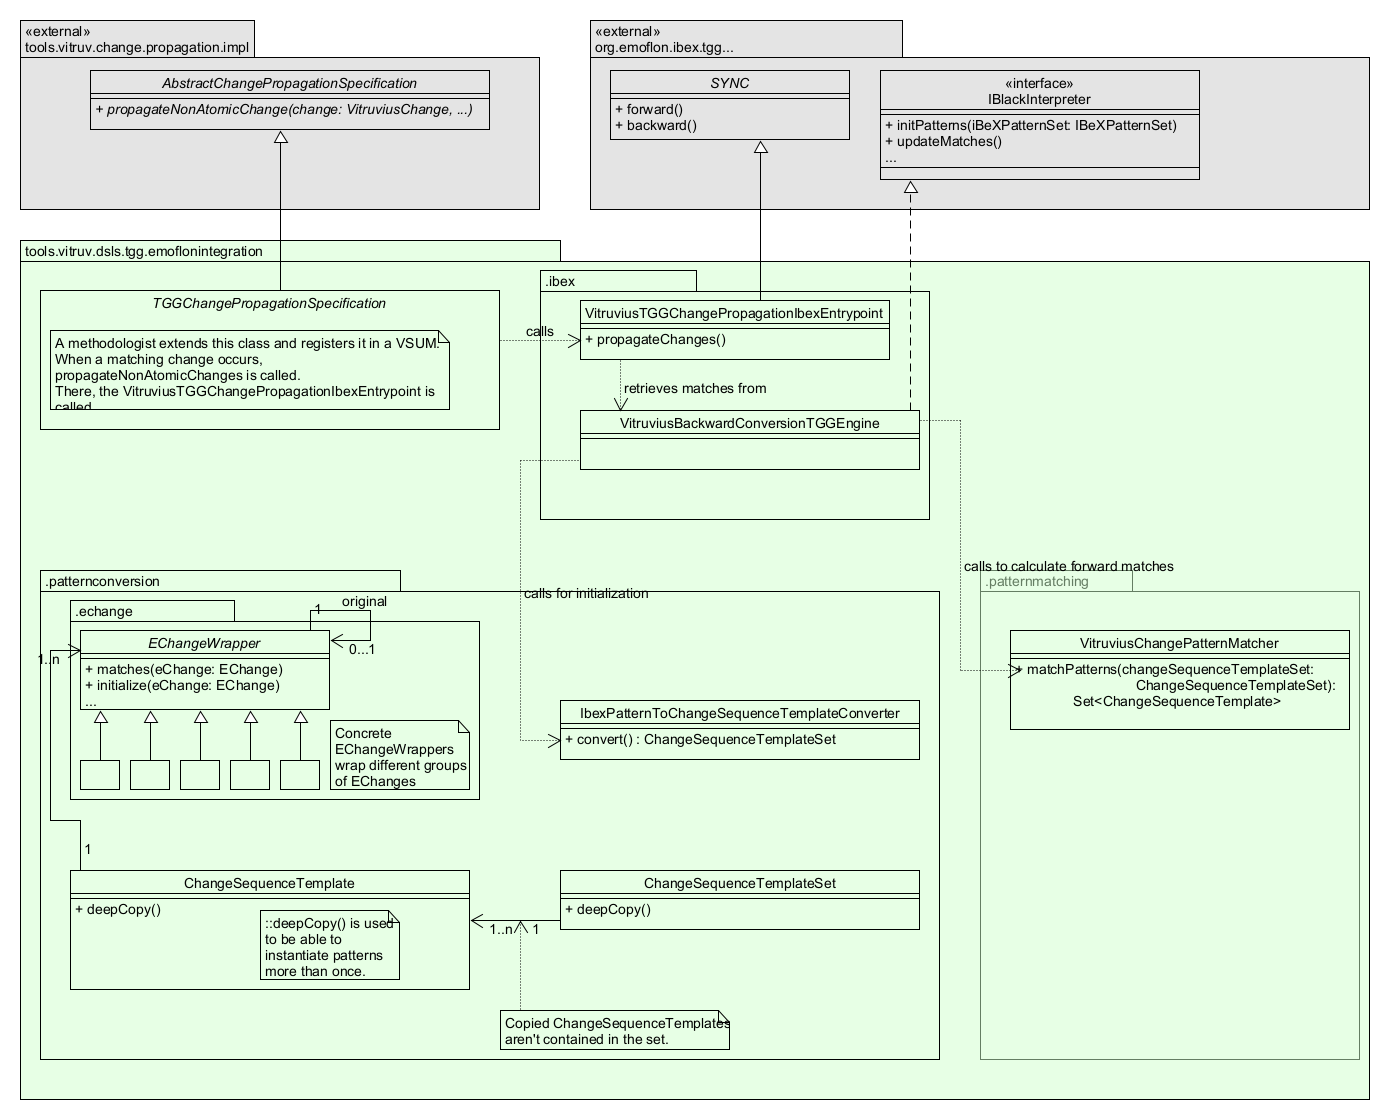 «external»
tools.vitruv.change.propagation.impl
AbstractChangePropagationSpecification
+ propagateNonAtomicChange(change: VitruviusChange, ...)
«external»
org.emoflon.ibex.tgg...
SYNC
+ forward()
+ backward()
«interface»
IBlackInterpreter
+ initPatterns(iBeXPatternSet: IBeXPatternSet)
+ updateMatches()
...
tools.vitruv.dsls.tgg.emoflonintegration
TGGChangePropagationSpecification
A methodologist extends this class and registers it in a VSUM.
When a matching change occurs,
propagateNonAtomicChanges is called.
There, the VitruviusTGGChangePropagationIbexEntrypoint is
called
calls
.ibex
VitruviusTGGChangePropagationIbexEntrypoint
+ propagateChanges()
retrieves matches from
VitruviusBackwardConversionTGGEngine
calls for initialization
calls to calculate forward matches
.patternconversion
.echange
1
original
0...1
1..n
EChangeWrapper
+ matches(eChange: EChange)
+ initialize(eChange: EChange)
...
Concrete
EChangeWrappers
wrap different groups
of EChanges
IbexPatternToChangeSequenceTemplateConverter
+ convert() : ChangeSequenceTemplateSet
.patternmatching
VitruviusChangePatternMatcher
+ matchPatterns(changeSequenceTemplateSet:
ChangeSequenceTemplateSet):
Set<ChangeSequenceTemplate>
1
ChangeSequenceTemplate
+ deepCopy()
::deepCopy() is used
to be able to
instantiate patterns
more than once.
1..n
1
ChangeSequenceTemplateSet
+ deepCopy()
Copied ChangeSequenceTemplates
aren't contained in the set.